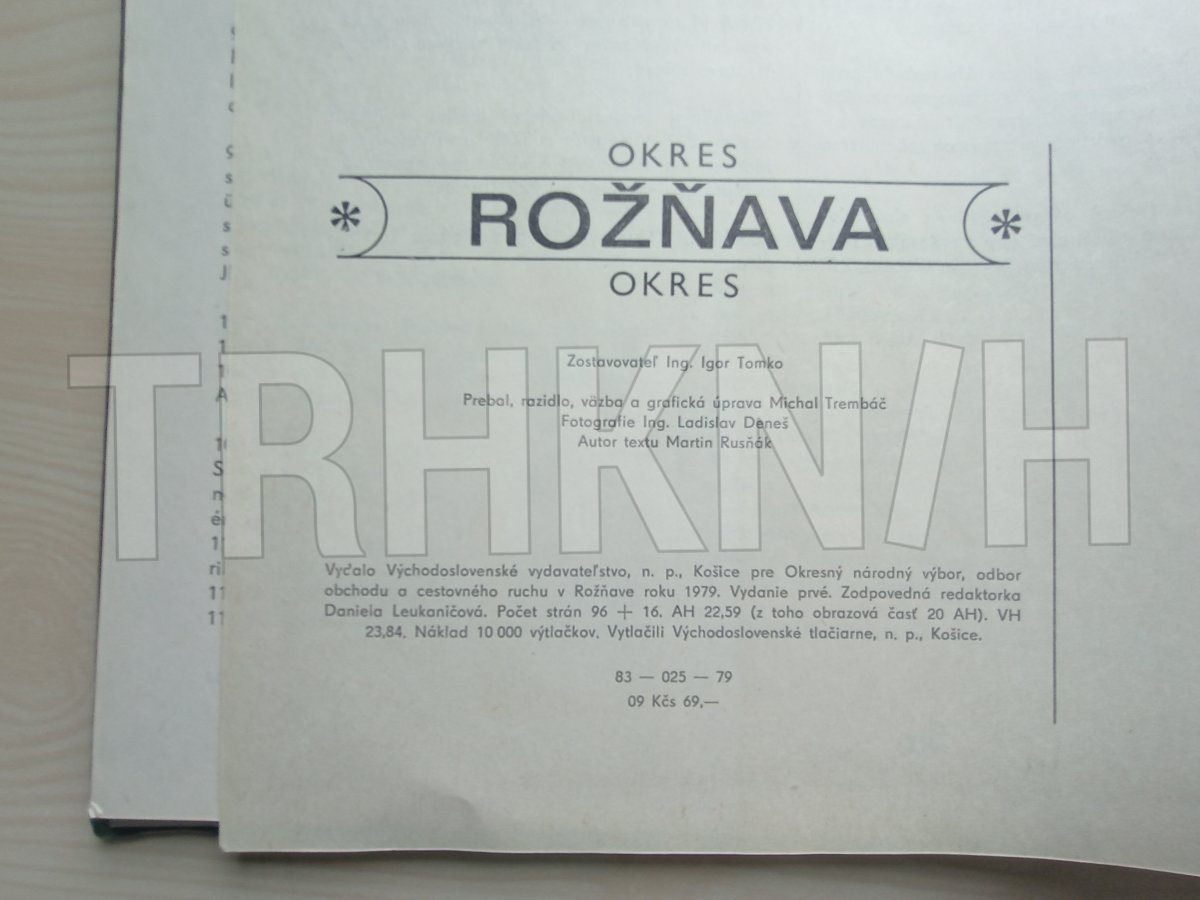 OKRES
* ROŽŇAVA *
OKRES
Zostavovateľ Ing. Igor Tomko
Prebal, razidlo, väzba a grafická úprava Michal Trembáč
Fotografie Ing. Ladislav Deneš
Autor textu Martin Rusňák
TRHKN/H
Vydalo Východoslovenské vydavateľstvo, n. p., Košice pre Okresný národný výbor, odbor
obchodu a cestovného ruchu v Rožňave roku 1979. Vydanie prvé. Zodpovedná redaktorka
Daniela Leukaničová. Počet strán 96 + 16. AH 22,59 (z toho obrazová časť 20 AH). VH
23,84. Náklad 10 000 výtlačkov. Vytlačili Východoslovenské tlačiarne, n. p., Košice.
83 — 025 — 79
09 Kčs 69,—